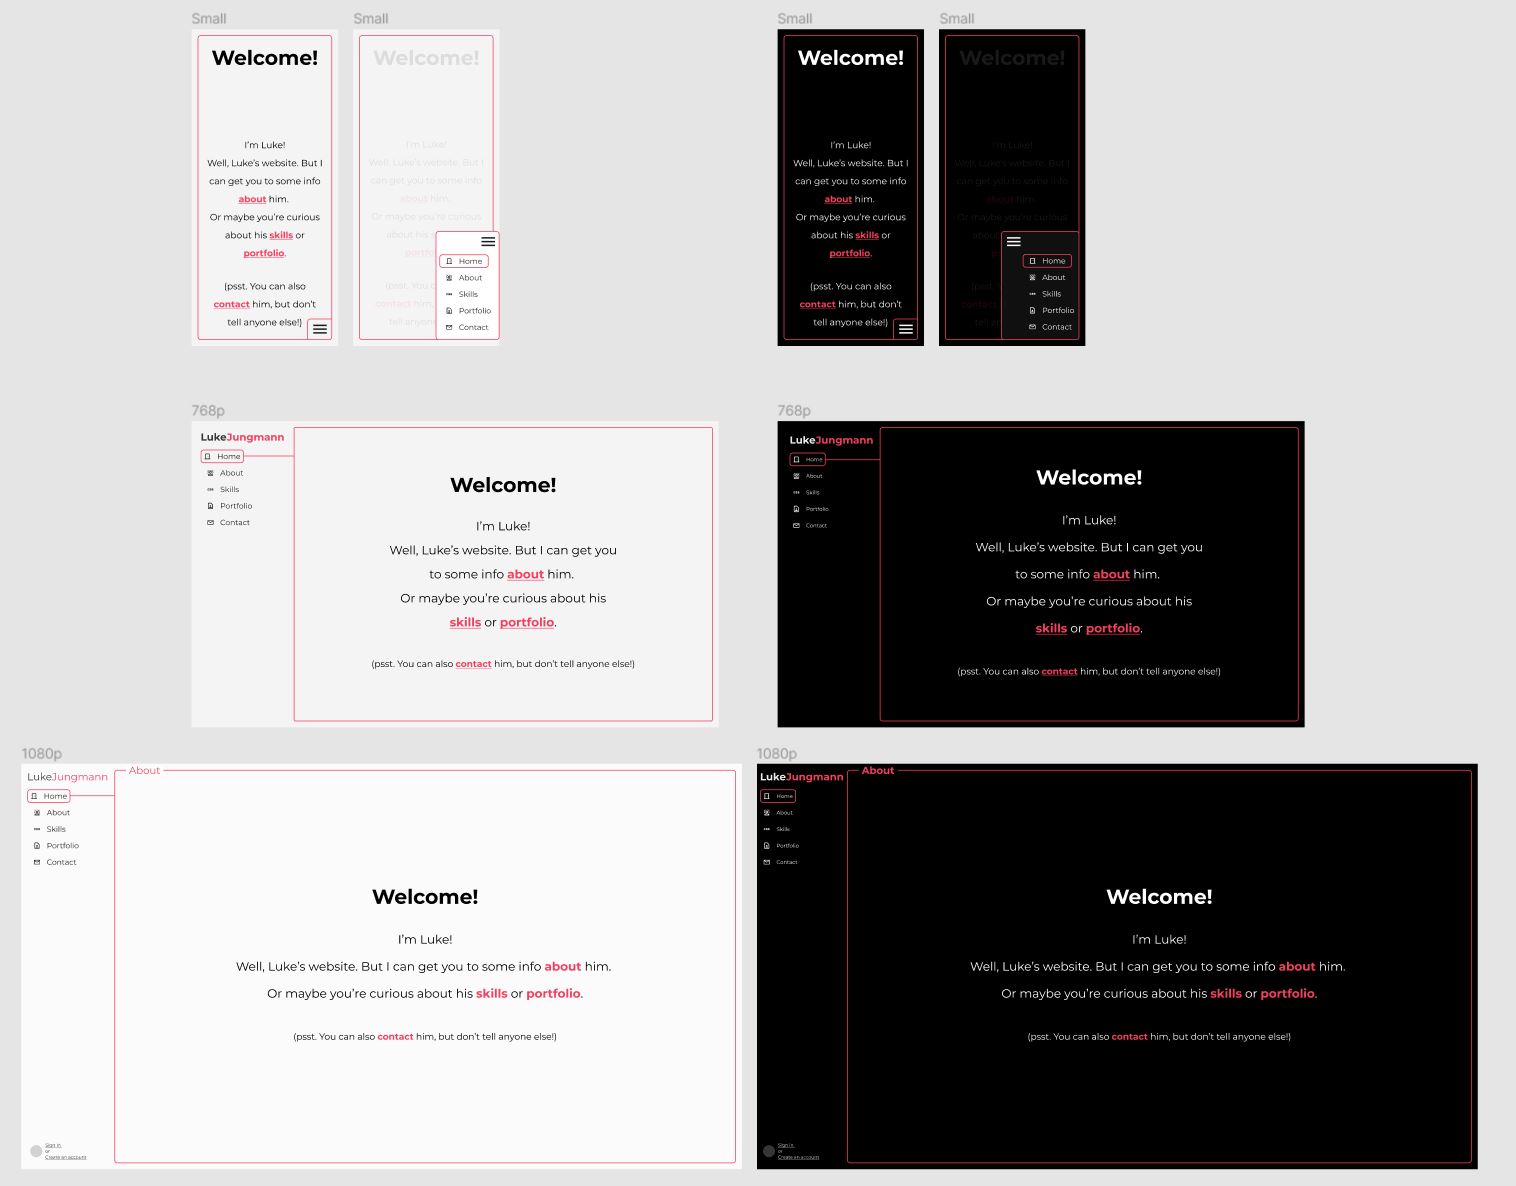 Small
Welcome!
I'm Luke!
Well, Luke's website. But I
can get you to some info
about him.
Or maybe you're curious
about his skills or
portfolio.
(psst. You can also
contact him, but don't
tell anyone else!)
Small
Welcome!
I'm Luke!
Well, Luke's website. But I
can get you to some info
about him.
Or maybe you're curious
about his
portfo
(psst. You c
contact him,
tell anyone
Home
About
Skills
Portfolio
Contact
Small
Welcome!
I'm Luke!
Well, Luke's website. But I
can get you to some info
about him.
Or maybe you're curious
about his skills or
portfolio.
(psst. You can also
contact him, but don't
tell anyone else!)
Small
Welcome!
I'm Luke!
Well, Luke's website. But I
can get you to some info
about him.
Or maybe you're curious
Home
About
Skills
Portfolio
Contact
768p
LukeJungmann
Home
About
Skills
Portfolio
Contact
Welcome!
I'm Luke!
Well, Luke's website. But I can get you
to some info about him.
Or maybe you're curious about his
skills or portfolio.
(psst. You can also contact him, but don't tell anyone else!)
768p
LukeJungmann
Home
About
Skills
Portfolio
Contact
Welcome!
I'm Luke!
Well, Luke's website. But I can get you
to some info about him.
Or maybe you're curious about his
skills or portfolio.
(psst. You can also contact him, but don't tell anyone else!)
1080p
LukeJungmann
Home
About
Skills
Portfolio
Contact
About
Welcome!
I'm Luke!
Well, Luke's website. But I can get you to some info about him.
Or maybe you're curious about his skills or portfolio.
(psst. You can also contact him, but don't tell anyone else!)
Sign in
or
Create an account
1080p
LukeJungmann
Home
About
Skills
Portfolio
Contact
About
Welcome!
I'm Luke!
Well, Luke's website. But I can get you to some info about him.
Or maybe you're curious about his skills or portfolio.
(psst. You can also contact him, but don't tell anyone else!)
Sign in
or
Create an account